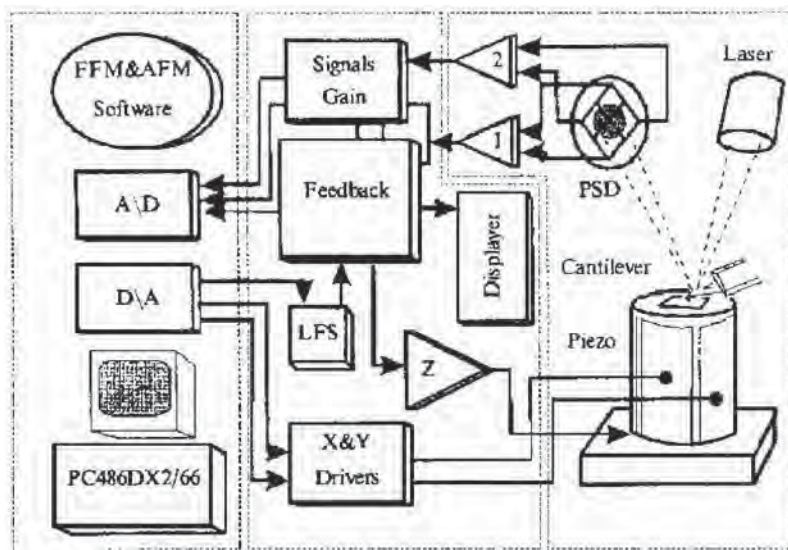 FFM&AFM
Software
A\D
D\A
PC486DX2/66
Signals
Gain
Feedback
LFS
X&Y
Drivers
2
1
Z
Displayer
PSD
Laser
Cantilever
Piezo